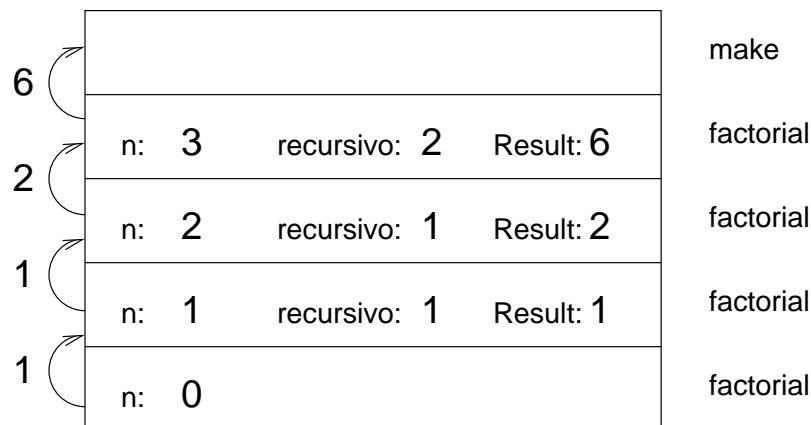 make
6
n: 3 recursivo: 2 Result: 6 factorial
2
n: 2 recursivo: 1 Result: 2 factorial
1
n: 1 recursivo: 1 Result: 1 factorial
1
n: 0 factorial